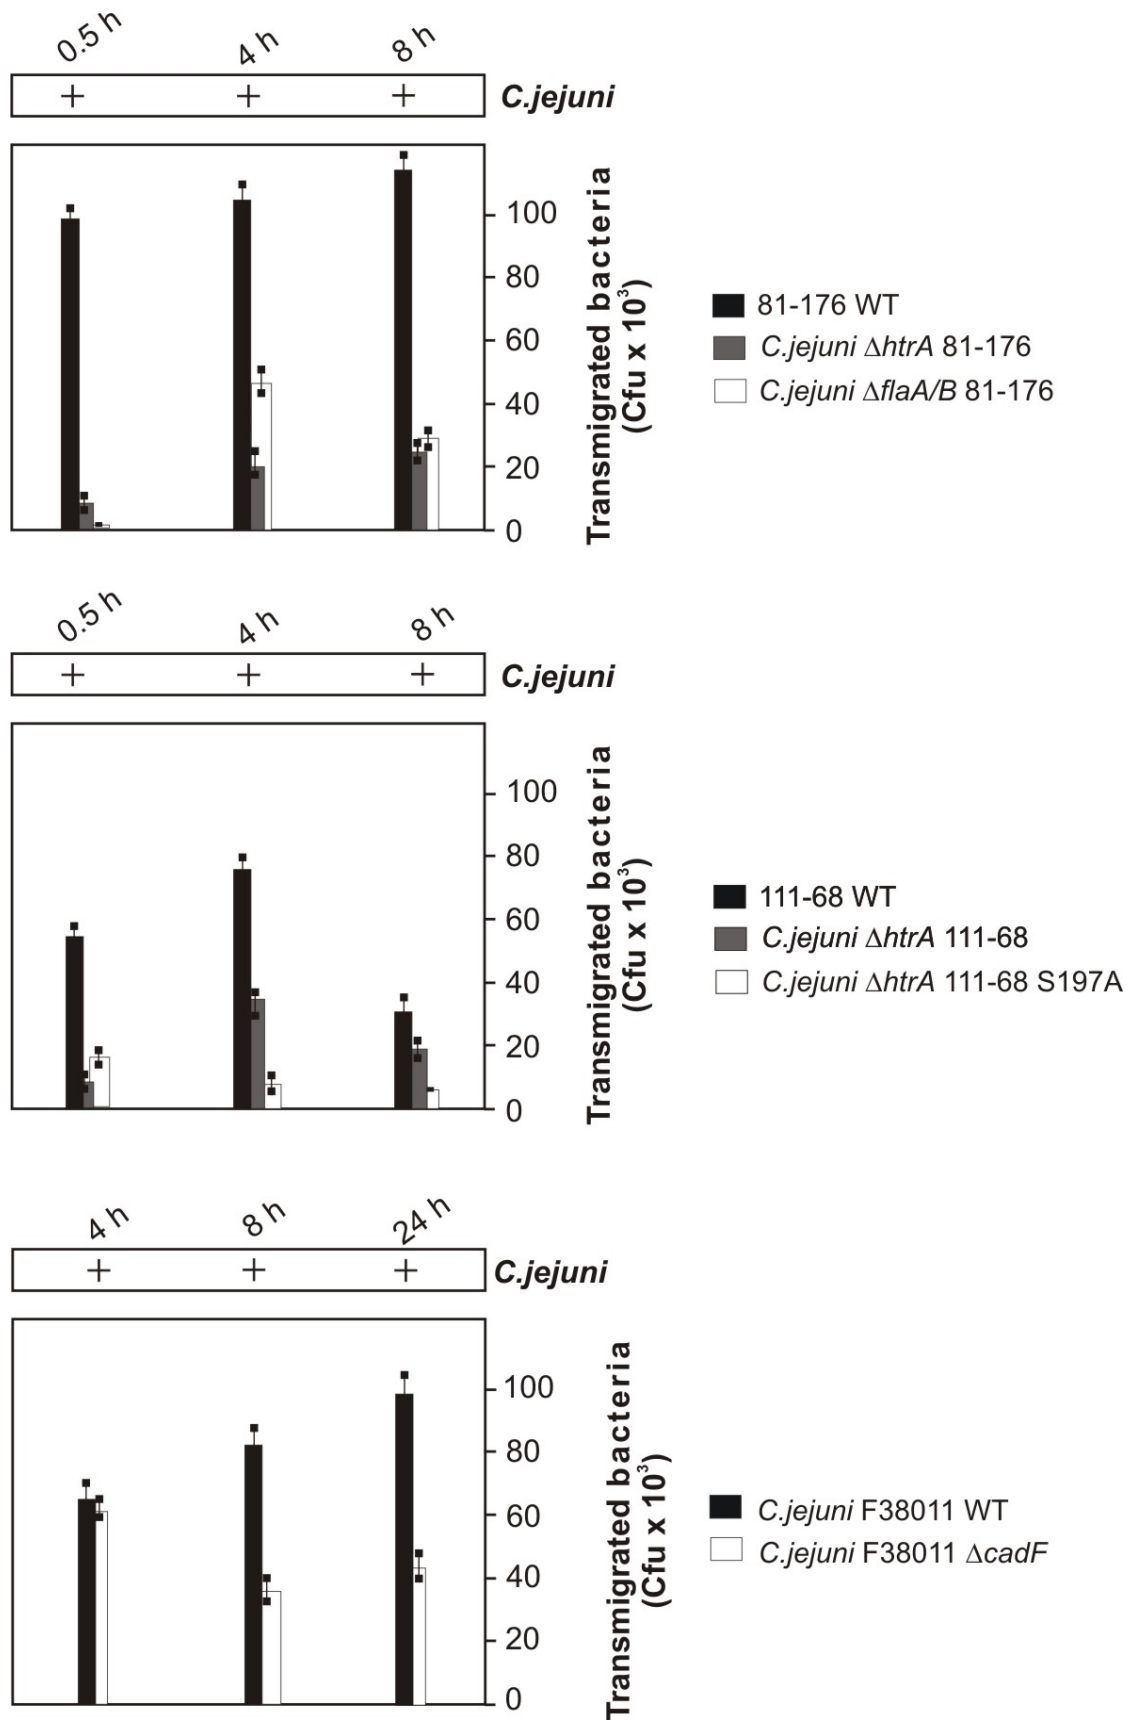 0.5 h 4 h 8 h
+ + + C.jejuni
100
80
60
40
20
0
Transmigrated bacteria
(Cfu x 10³)
81-176 WT
C.jejuni ΔhtrA 81-176
C.jejuni ΔflaA/B 81-176
0.5 h 4 h 8 h
+ + + C.jejuni
100
80
60
40
20
0
Transmigrated bacteria
(Cfu x 10³)
111-68 WT
C.jejuni ΔhtrA 111-68
C.jejuni ΔhtrA 111-68 S197A
4 h 8 h 24 h
+ + + C.jejuni
100
80
60
40
20
0
Transmigrated bacteria
(Cfu x 10³)
C.jejuni F38011 WT
C.jejuni F38011 ΔcadF